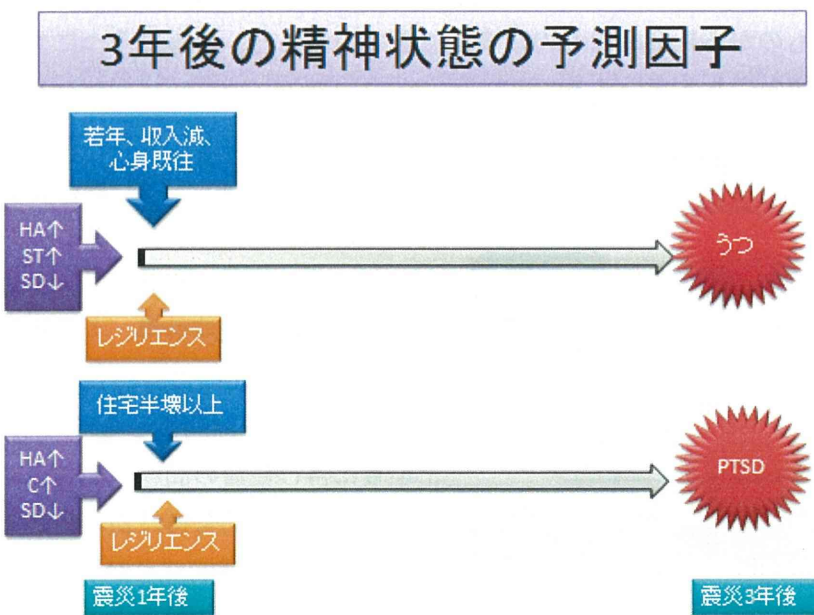 3年後の精神状態の予測因子
若年、収入減、
心身既往
HA↑
ST↑
SD↓
うつ
レジリエンス
住宅半壊以上
HA↑
C↑
SD↓
PTSD
レジリエンス
震災1年後
震災3年後